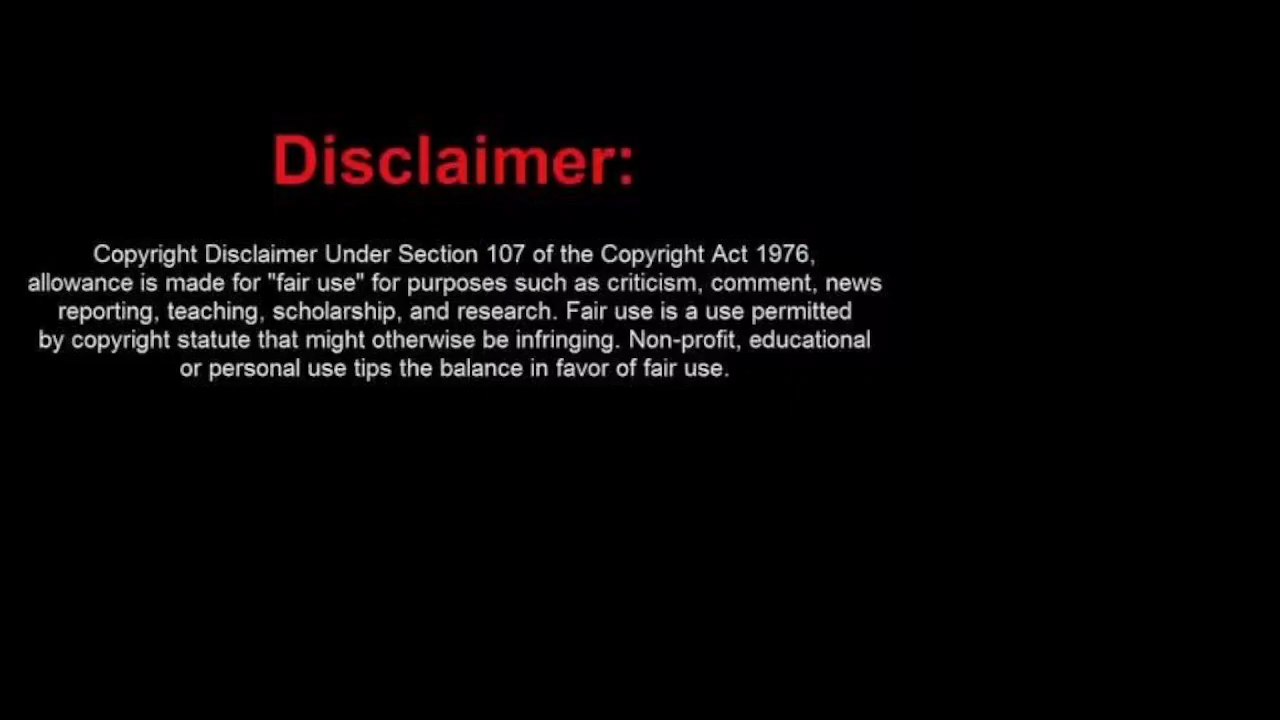 Disclaimer:
Copyright Disclaimer Under Section 107 of the Copyright Act 1976,
allowance is made for "fair use" for purposes such as criticism, comment, news
reporting, teaching, scholarship, and research. Fair use is a use permitted
by copyright statute that might otherwise be infringing. Non-profit, educational
or personal use tips the balance in favor of fair use.